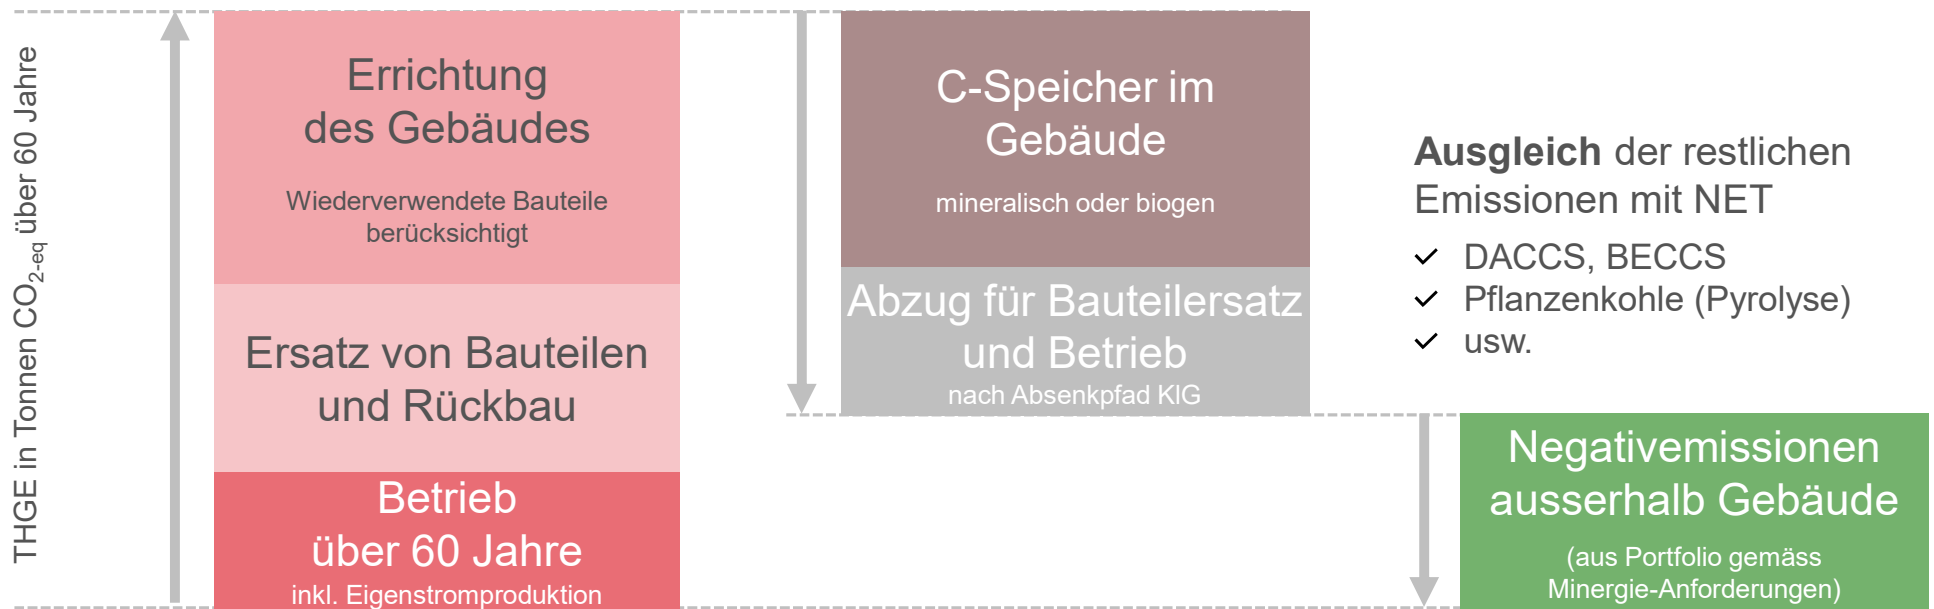 THGE in Tonnen CO2-eq über 60 Jahre
Errichtung
des Gebäudes
Wiederverwendete Bauteile
berücksichtigt
Ersatz von Bauteilen
und Rückbau
Betrieb
über 60 Jahre
inkl. Eigenstromproduktion
C-Speicher im
Gebäude
mineralisch oder biogen
Abzug für Bauteilersatz
und Betrieb
nach Absenkpfad KlG
Ausgleich der restlichen
Emissionen mit NET
✓ DACCS, BECCS
✓ Pflanzenkohle (Pyrolyse)
✓ usw.
Negativemissionen
ausserhalb Gebäude
(aus Portfolio gemäss
Minergie-Anforderungen)